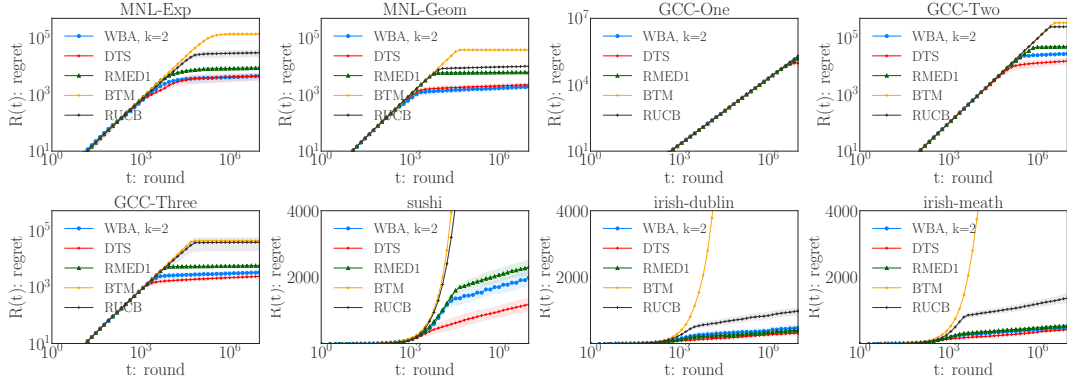 MNL-Exp
R(t): regret
10^5
10^3
10^1
WBA, k=2
DTS
RMED1
BTM
RUCB
10^0
10^3
10^6
t: round
MNL-Geom
R(t): regret
10^5
10^3
10^1
WBA, k=2
DTS
RMED1
BTM
RUCB
10^0
10^3
10^6
t: round
GCC-One
R(t): regret
10^7
10^4
10^1
WBA, k=2
DTS
RMED1
BTM
RUCB
10^0
10^3
10^6
t: round
GCC-Two
R(t): regret
10^5
10^3
10^1
WBA, k=2
DTS
RMED1
BTM
RUCB
10^0
10^3
10^6
t: round
GCC-Three
R(t): regret
10^5
10^3
10^1
WBA, k=2
DTS
RMED1
BTM
RUCB
10^0
10^3
10^6
t: round
sushi
R(t): regret
4000
2000
WBA, k=2
DTS
RMED1
BTM
RUCB
10^0
10^3
10^6
t: round
irish-dublin
R(t): regret
4000
2000
WBA, k=2
DTS
RMED1
BTM
RUCB
10^0
10^3
10^6
t: round
irish-meath
R(t): regret
4000
2000
WBA, k=2
DTS
RMED1
BTM
RUCB
10^0
10^3
10^6
t: round